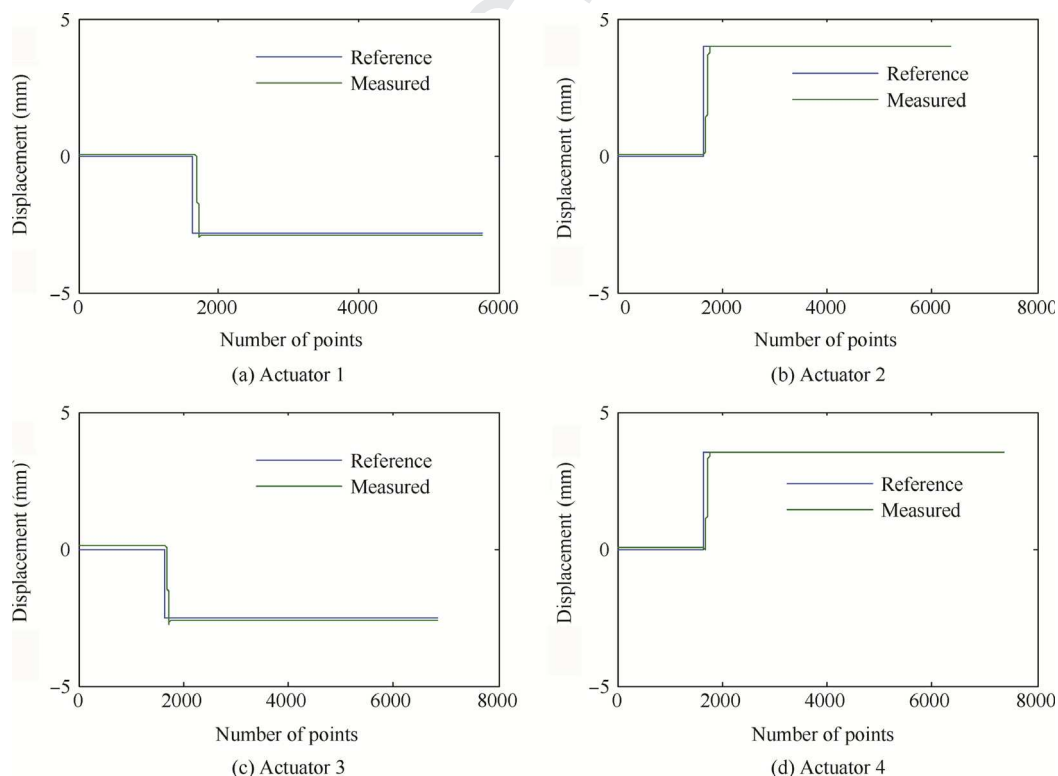 5
0
−5
Displacement (mm)
Reference
Measured
0
2000
4000
6000
Number of points
(a) Actuator 1
5
0
−5
Displacement (mm)
Reference
Measured
0
2000
4000
6000
8000
Number of points
(b) Actuator 2
5
0
−5
Displacement (mm)
Reference
Measured
0
2000
4000
6000
8000
Number of points
(c) Actuator 3
5
0
−5
Displacement (mm)
Reference
Measured
0
2000
4000
6000
8000
Number of points
(d) Actuator 4